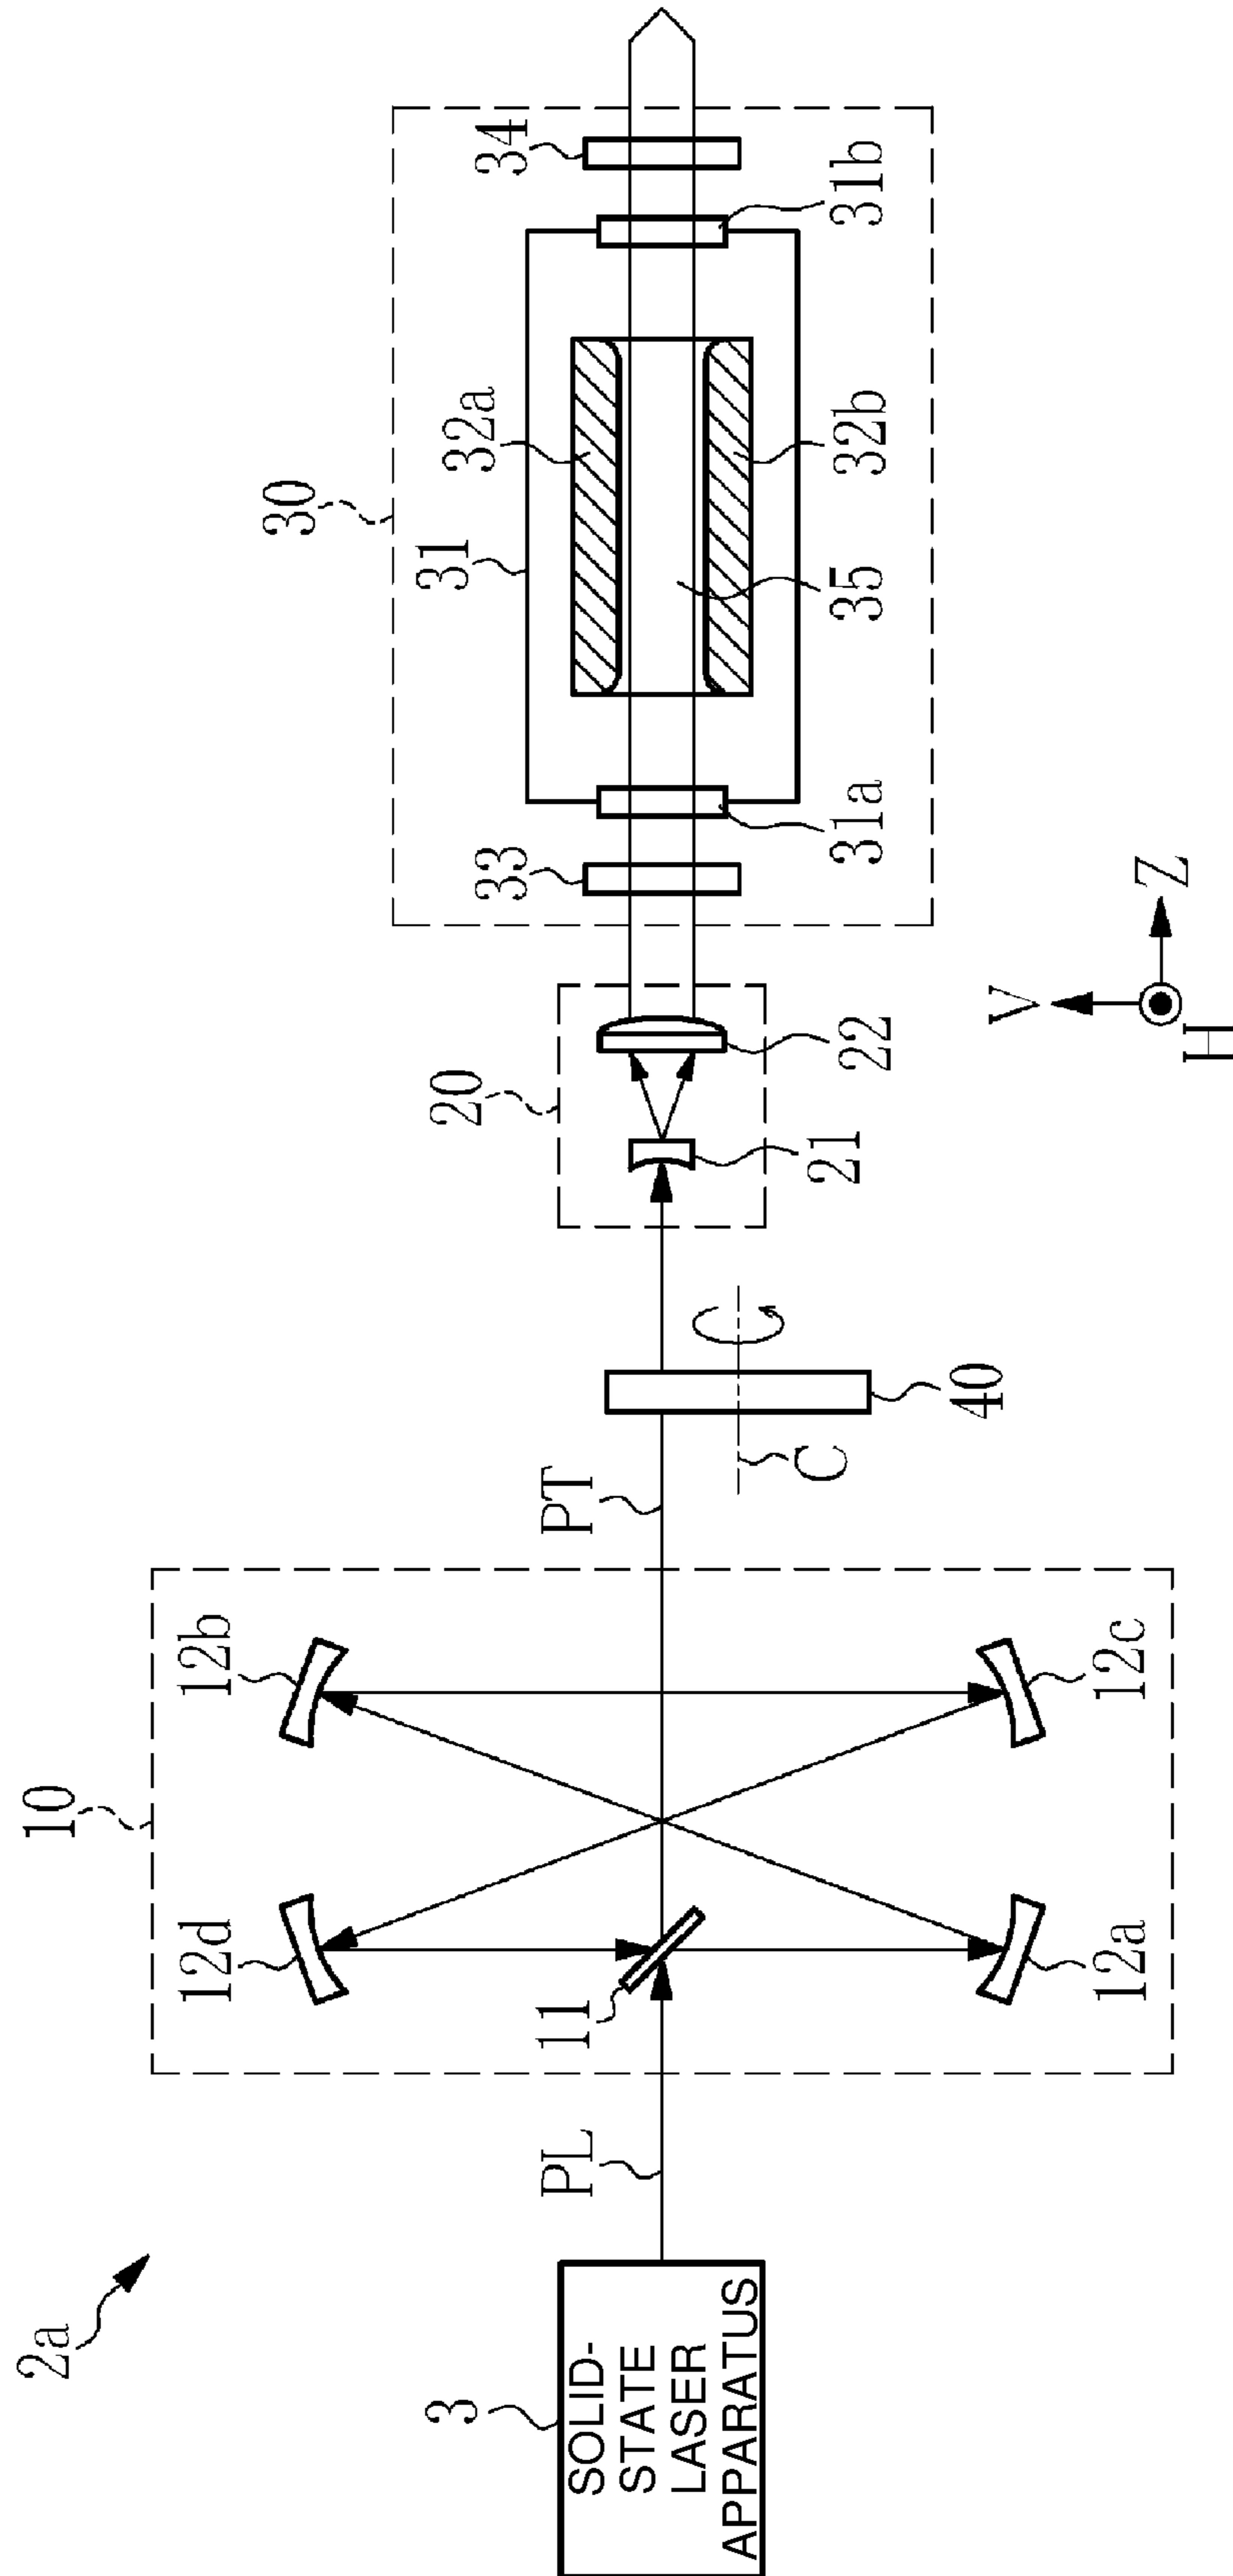 2a
3
SOLID-
STATE
LASER
APPARATUS
PL
10
11
12d
12b
12a
12c
PT
C
40
20
21
22
30
33
31
32a
34
31a
35
32b
31b
V
Z
H